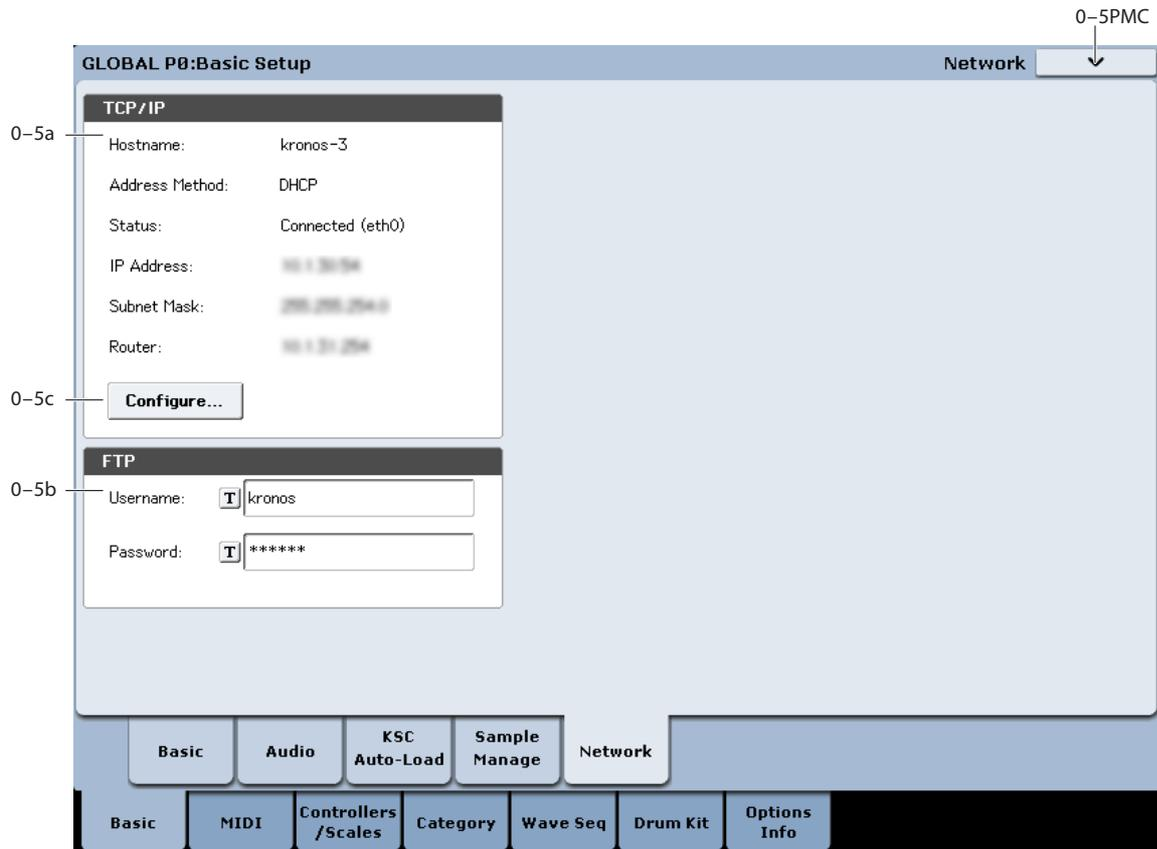 0–5PMC
GLOBAL P0:Basic Setup
Network
TCP/IP
0–5a
Hostname: kronos-3
Address Method: DHCP
Status: Connected (eth0)
IP Address:
Subnet Mask:
Router:
0–5c
Configure...
FTP
0–5b
Username: T kronos
Password: T ******
Basic
Audio
KSC
Auto-Load
Sample
Manage
Network
Basic
MIDI
Controllers
/Scales
Category
Wave Seq
Drum Kit
Options
Info